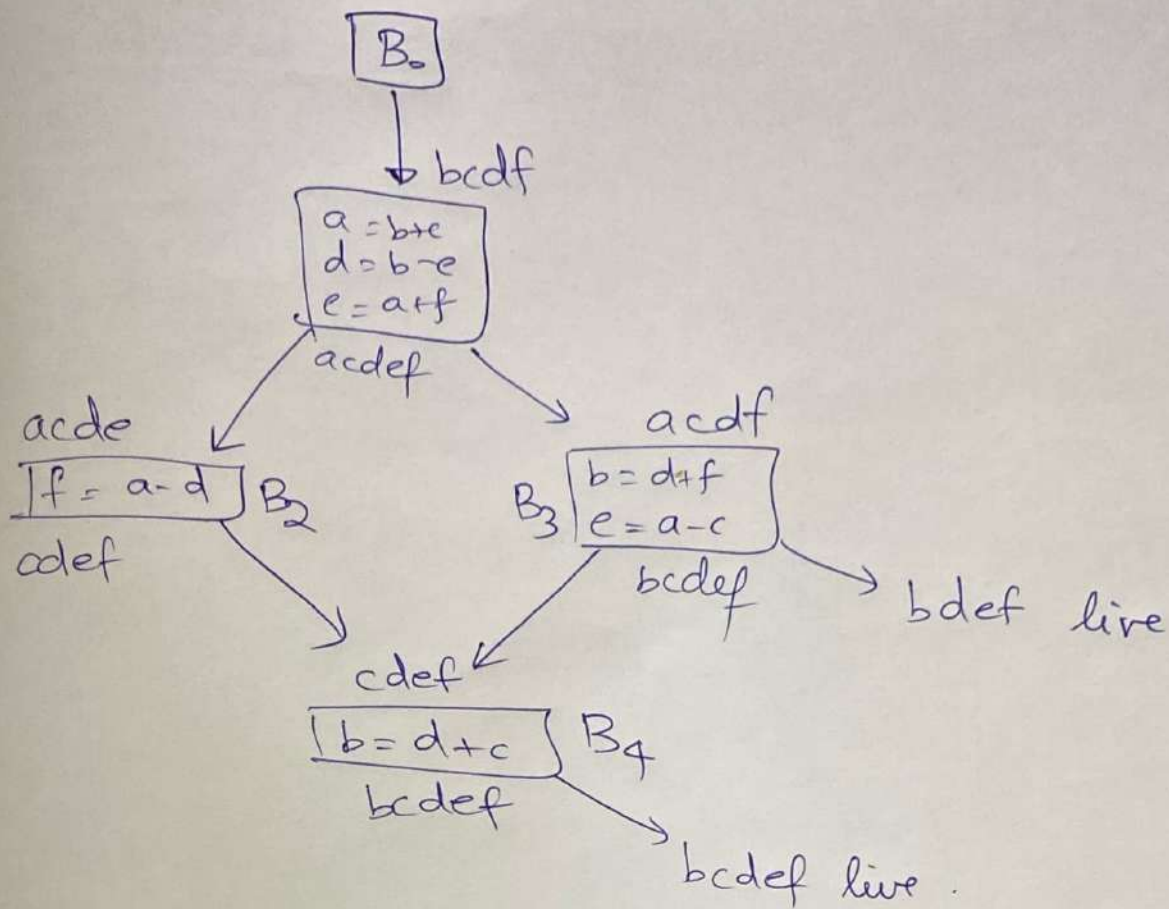 B₀
bcdf
a = b+c
d = b-e
e = a+f
acdef
acde
f = a-d
B₂
cdef
acdf
B₃
b = d+f
e = a-c
bcdef
bdef live
cdef
b = d+c
B₄
bcdef
bcdef live.